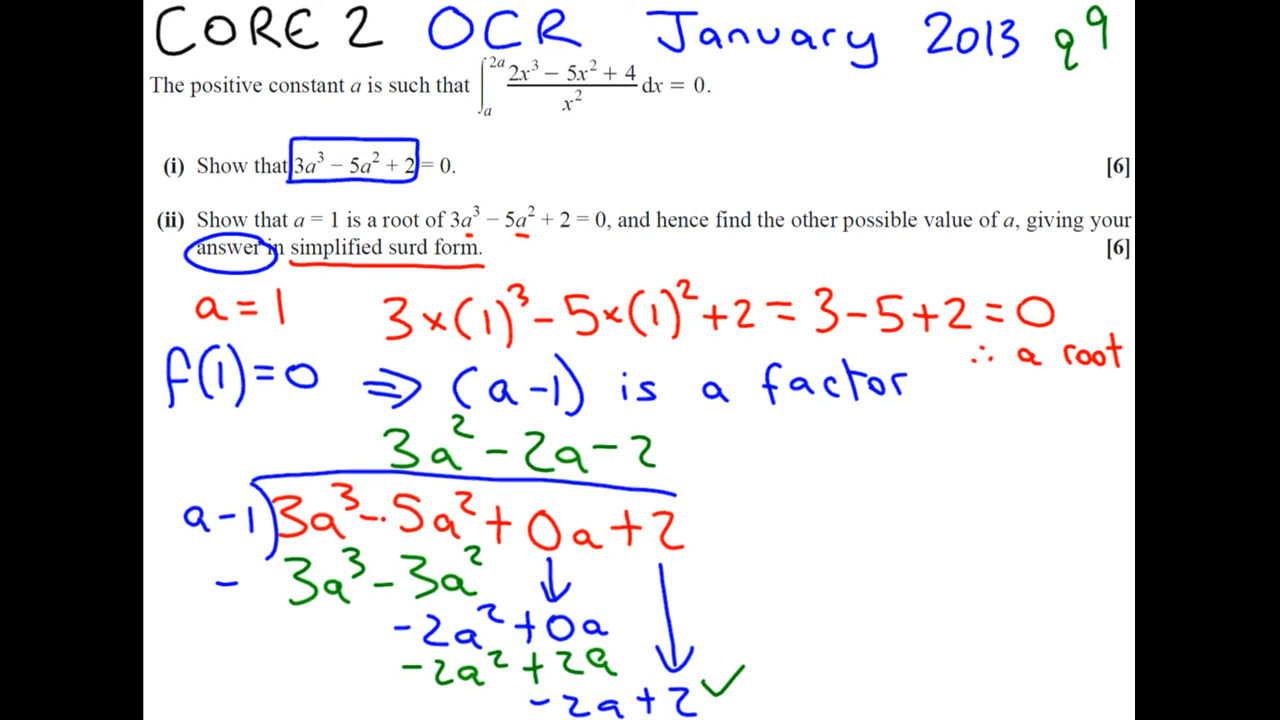 CORE 2 OCR January 2013 q9
The positive constant a is such that ∫ₐ²ᵃ (2x³ − 5x² + 4)/x² dx = 0.
(i) Show that 3a³ − 5a² + 2 = 0. [6]
(ii) Show that a = 1 is a root of 3a³ − 5a² + 2 = 0, and hence find the other possible value of a, giving your
answer in simplified surd form. [6]
a = 1 3×(1)³ − 5×(1)² + 2 = 3 − 5 + 2 = 0
∴ a root
f(1) = 0 ⇒ (a − 1) is a factor
3a² − 2a − 2
a − 1 ) 3a³ − 5a² + 0a + 2
− 3a³ − 3a²
−2a² + 0a
−2a² + 2a
−2a + 2 ✓